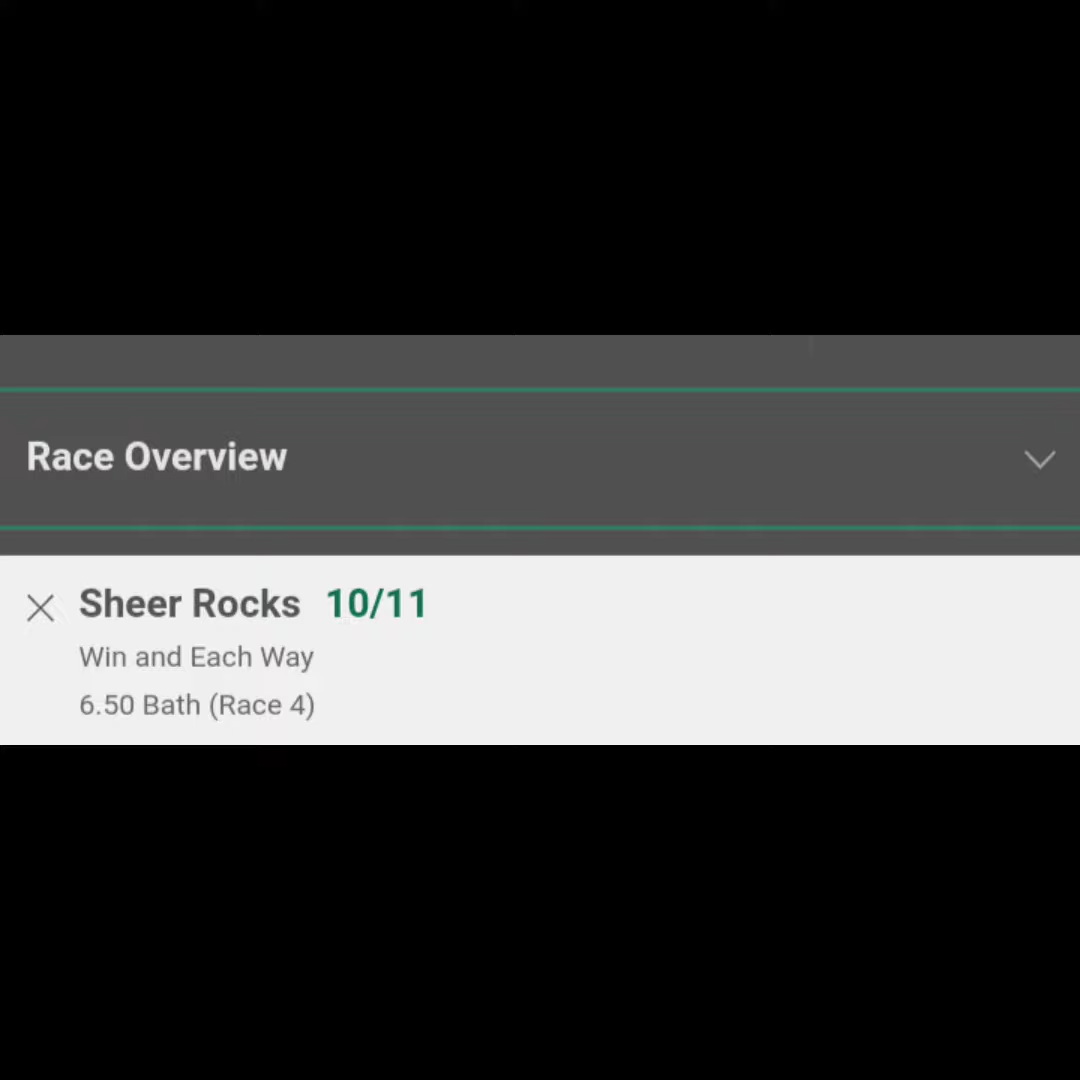 Race Overview
Sheer Rocks 10/11
Win and Each Way
6.50 Bath (Race 4)